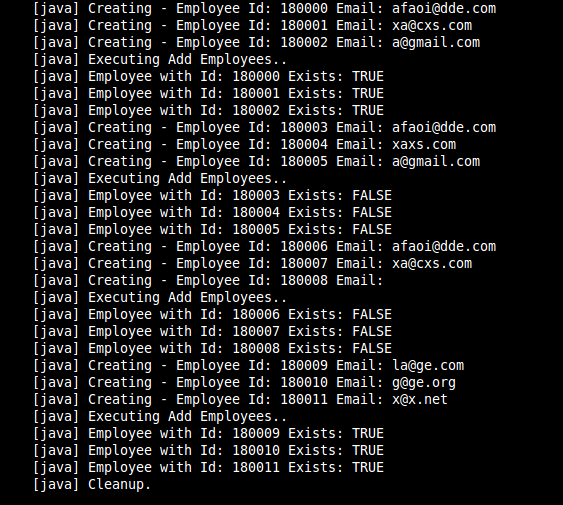 [java] Creating - Employee Id: 180000 Email: afaoi@dde.com
[java] Creating - Employee Id: 180001 Email: xa@cxs.com
[java] Creating - Employee Id: 180002 Email: a@gmail.com
[java] Executing Add Employees..
[java] Employee with Id: 180000 Exists: TRUE
[java] Employee with Id: 180001 Exists: TRUE
[java] Employee with Id: 180002 Exists: TRUE
[java] Creating - Employee Id: 180003 Email: afaoi@dde.com
[java] Creating - Employee Id: 180004 Email: xaxs.com
[java] Creating - Employee Id: 180005 Email: a@gmail.com
[java] Executing Add Employees..
[java] Employee with Id: 180003 Exists: FALSE
[java] Employee with Id: 180004 Exists: FALSE
[java] Employee with Id: 180005 Exists: FALSE
[java] Creating - Employee Id: 180006 Email: afaoi@dde.com
[java] Creating - Employee Id: 180007 Email: xa@cxs.com
[java] Creating - Employee Id: 180008 Email:
[java] Executing Add Employees..
[java] Employee with Id: 180006 Exists: FALSE
[java] Employee with Id: 180007 Exists: FALSE
[java] Employee with Id: 180008 Exists: FALSE
[java] Creating - Employee Id: 180009 Email: la@ge.com
[java] Creating - Employee Id: 180010 Email: g@ge.org
[java] Creating - Employee Id: 180011 Email: x@x.net
[java] Executing Add Employees..
[java] Employee with Id: 180009 Exists: TRUE
[java] Employee with Id: 180010 Exists: TRUE
[java] Employee with Id: 180011 Exists: TRUE
[java] Cleanup.